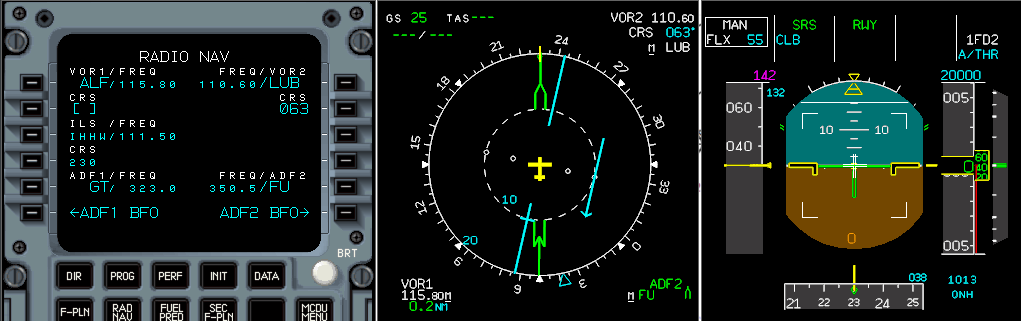 RADIO NAV
VOR1/FREQ FREQ/VOR2
ALF/115.80 110.60/LUB
CRS CRS
[ ] 063
ILS /FREQ
IHHW/111.50
CRS
230
ADF1/FREQ FREQ/ADF2
GT/ 323.0 350.5/FU
←ADF1 BFO ADF2 BFO→
BRT
DIR PROG PERF INIT DATA
F-PLN RAD NAV FUEL PRED SEC F-PLN MCDU MENU
GS 25 TAS---
---/---
VOR2 110.60
CRS 063°
M LUB
21 24 27 30 33 0 3 6 9 12 15 18
10
20
VOR1
115.80M
0.2NM
ADF2
M FU
MAN
FLX 55
SRS RWY
CLB
1FD2
A/THR
142
132
20000
060
040
10 10
005
0
60
40
20
005
0
038
1013
QNH
21 22 23 24 25